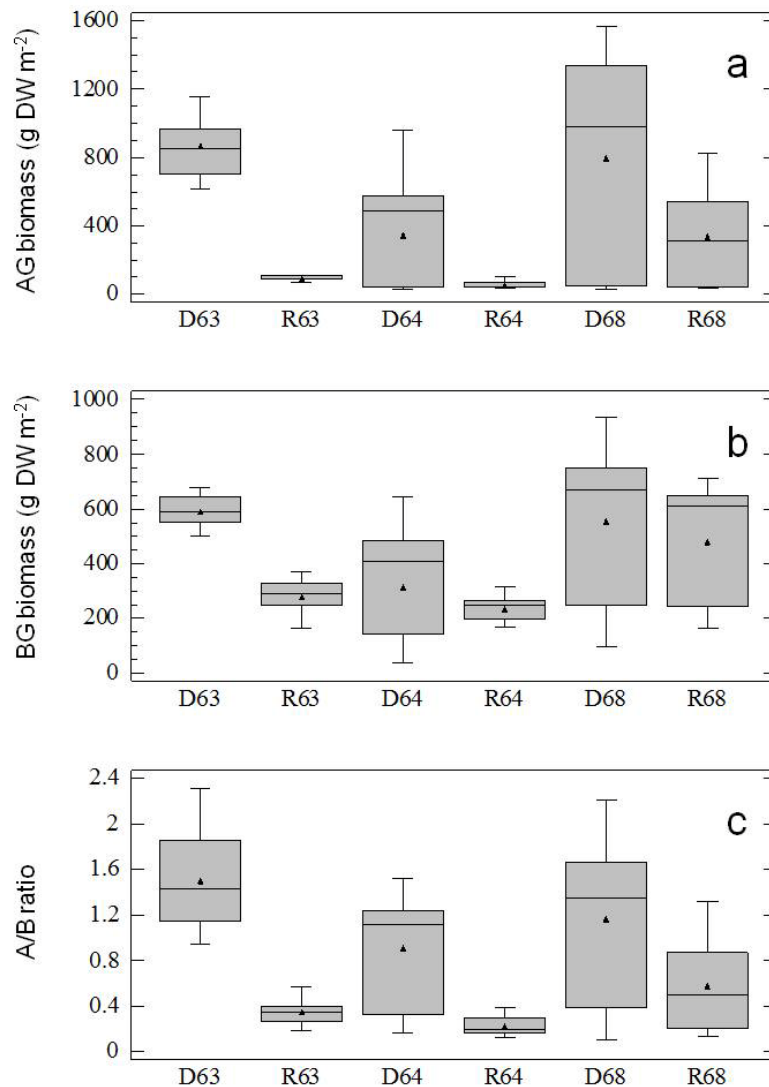 1600
1200
800
400
0
AG biomass (g DW m⁻²)
a
D63 R63 D64 R64 D68 R68
1000
800
600
400
200
0
BG biomass (g DW m⁻²)
b
D63 R63 D64 R64 D68 R68
2.4
2
1.6
1.2
0.8
0.4
0
A/B ratio
c
D63 R63 D64 R64 D68 R68